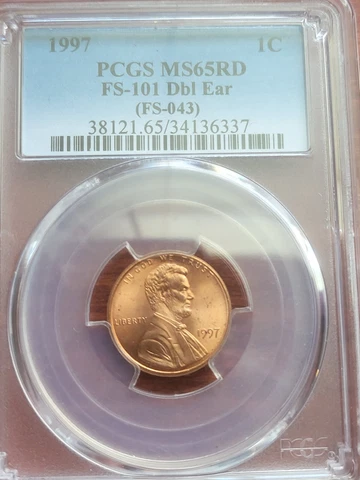 1997 1C
PCGS MS65RD
FS-101 Dbl Ear
(FS-043)
38121.65/34136337
IN GOD WE TRUST
LIBERTY
1997
PCGS